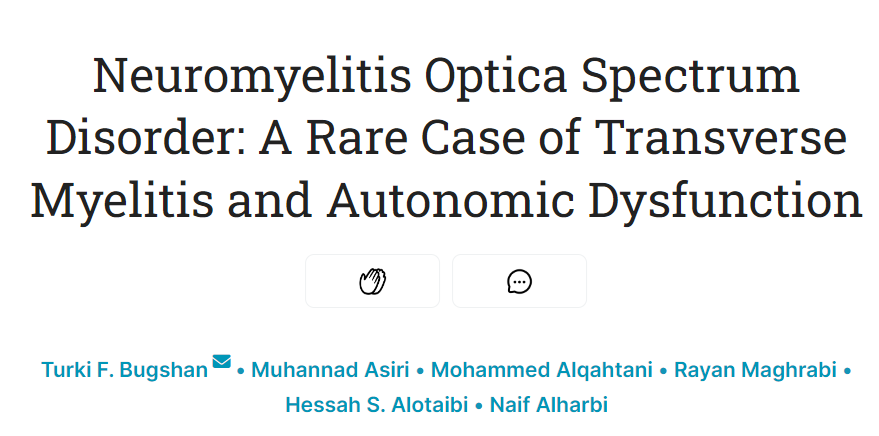 Neuromyelitis Optica Spectrum
Disorder: A Rare Case of Transverse
Myelitis and Autonomic Dysfunction
Turki F. Bugshan • Muhannad Asiri • Mohammed Alqahtani • Rayan Maghrabi •
Hessah S. Alotaibi • Naif Alharbi